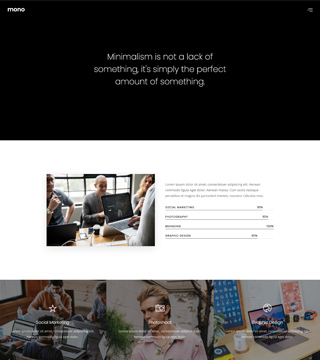 mono
Minimalism is not a lack of
something, it's simply the perfect
amount of something.
Lorem ipsum dolor sit amet, consectetuer adipiscing elit. Aenean
commodo ligula eget dolor. Aenean massa. Cum sociis natoque
penatibus et magnis dis parturient montes, nascetur ridiculus mus.
SOCIAL MARKETING 90%
PHOTOGRAPHY 95%
BRANDING 100%
GRAPHIC DESIGN 85%
Social Marketing
Photoshoot
Graphic Design